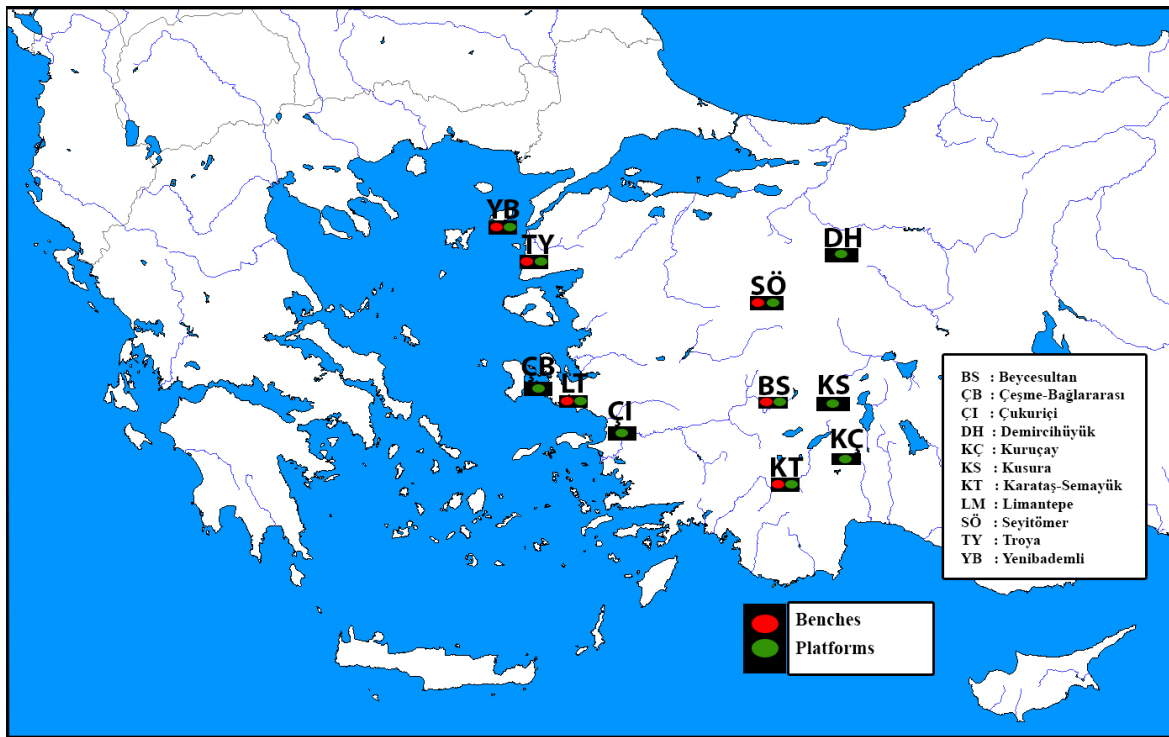 YB
TY
DH
SÖ
ÇB
LT
BS
KS
ÇI
KÇ
KT
BS : Beycesultan
ÇB : Çeşme-Bağlararası
ÇI : Çukuriçi
DH : Demircihüyük
KÇ : Kuruçay
KS : Kusura
KT : Karataş-Semayük
LM : Limantepe
SÖ : Seyitömer
TY : Troya
YB : Yenibademli
Benches
Platforms